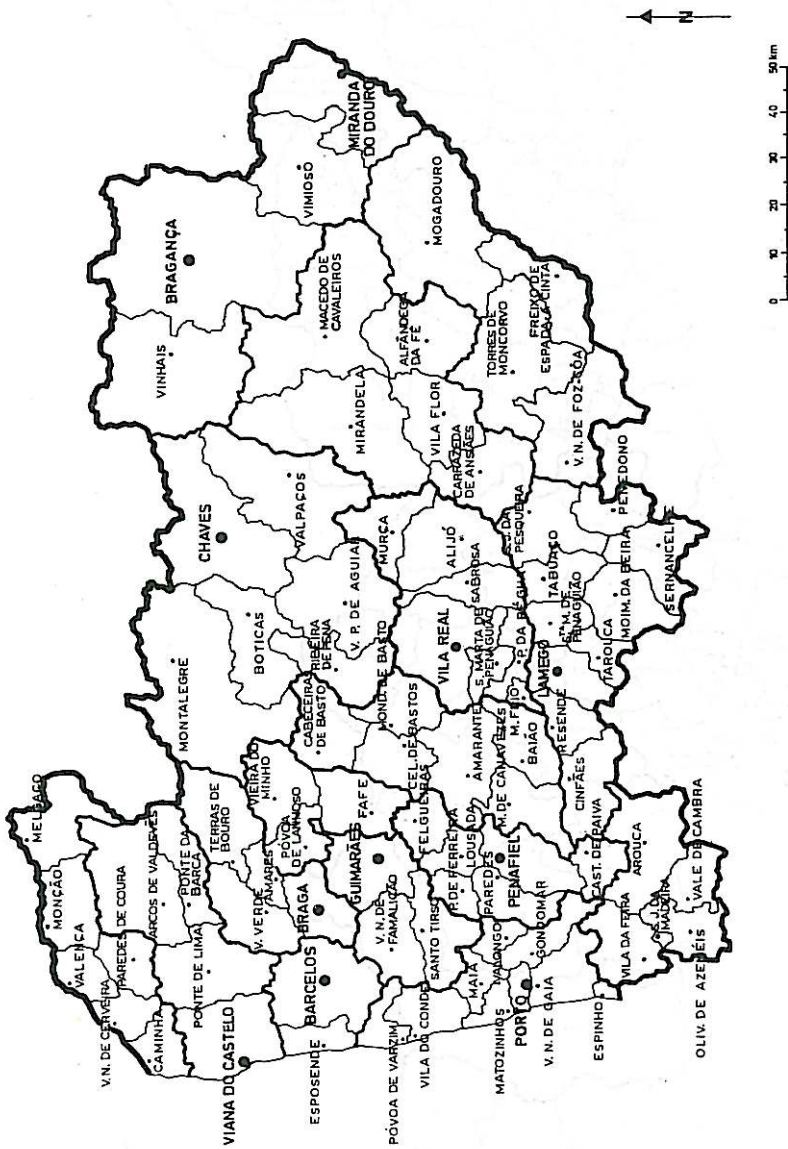 N
MELGAÇO
MONÇÃO
VALENÇA
V.N. DE CERVEIRA
PAREDES DE COURA
CAMINHA
ARCOS DE VALDEVÊS
PONTE DA
BARCA
PONTE DE LIMA
VIANA DO CASTELO
TERRAS DE
BOURO
V. VERDE
AMARES
VIEIRA DO
MINHO
PÓVOA
DE LANHOSO
BRAGA
BARCELOS
ESPOSENDE
GUIMARÃES
FAFE
V. N. DE
FAMALICÃO
CABECEIRAS
DE BASTO
MOND. DE BASTO
CEL. DE BASTOS
PÓVOA DE VARZIM
VILA DO CONDE
SANTO TIRSO
FELGUEIRAS
P. DE FERREIRA
LOUSADA
AMARANTE
MAIA
VALONGO
PAREDES
PENAFIEL
M. DE CANAVEZES
BAIÃO
MATOZINHOS
PORTO
GONDOMAR
V. N. DE GAIA
ESPINHO
CAST. DE PAIVA
CINFÃES
RESENDE
VILA DA FEIRA
AROUCA
S. J. DA
MADEIRA
VALE DE CAMBRA
OLIV. DE AZEMÉIS
MONTALEGRE
BOTICAS
CHAVES
VALPAÇOS
RIBEIRA
DE PENA
V. P. DE AGUIAR
MURÇA
ALIJÓ
SABROSA
VILA REAL
S. MARTA DE
PENAGUIÃO
M. FRIO
P. DA RÉGUA
LAMEGO
STA M. DE
PENAGUIÃO
TAROUCA
TABUAÇO
S. J. DA
PESQUEIRA
MOIM. DA BEIRA
SERNANCELHE
PENEDONO
VINHAIS
BRAGANÇA
VIMIOSO
MIRANDA
DO DOURO
MACEDO DE
CAVALEIROS
MIRANDELA
MOGADOURO
ALFÂNDEGA
DA FÉ
VILA FLOR
CARRAZEDA
DE ANSIÃES
TORRES DE
MONCORVO
FREIXO DE
ESPADA-À-CINTA
V. N. DE FOZ-CÔA
0 10 20 30 40 50 km